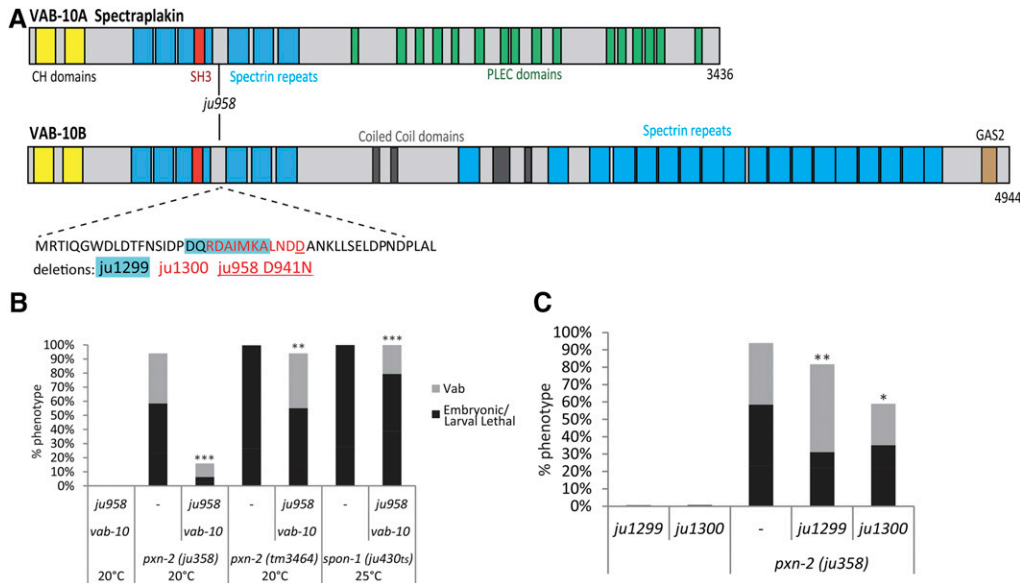 A
VAB-10A Spectraplakin
CH domains
SH3
Spectrin repeats
PLEC domains
3436
ju958
VAB-10B
Coiled Coil domains
Spectrin repeats
GAS2
4944
MRTIQGWDLDTFNSIDPDQRDAIMKALNDDANKLLSELDPNDPLAL
deletions: ju1299 ju1300 ju958 D941N
B
% phenotype
100%
90%
80%
70%
60%
50%
40%
30%
20%
10%
0%
***
**
***
Vab
Embryonic/
Larval Lethal
ju958 - ju958 - ju958 - ju958
vab-10 vab-10 vab-10 vab-10
pxn-2 (ju358) pxn-2 (tm3464) spon-1 (ju430ts)
20°C 20°C 20°C 25°C
C
% phenotype
100%
90%
80%
70%
60%
50%
40%
30%
20%
10%
0%
**
*
ju1299 ju1300 - ju1299 ju1300
pxn-2 (ju358)